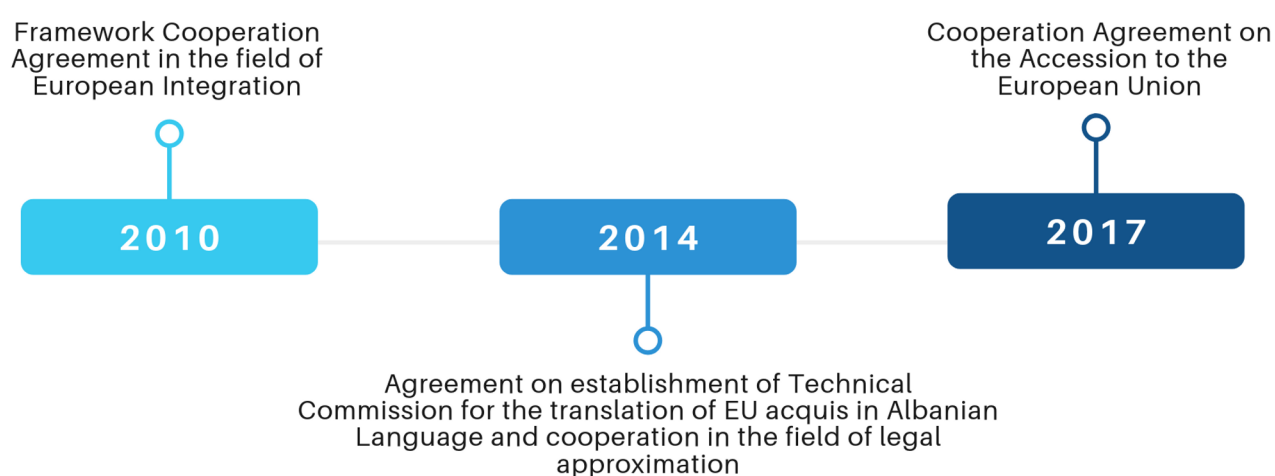 Framework Cooperation
Agreement in the field of
European Integration
2010
2014
Agreement on establishment of Technical
Commission for the translation of EU acquis in Albanian
Language and cooperation in the field of legal
approximation
Cooperation Agreement on
the Accession to the
European Union
2017